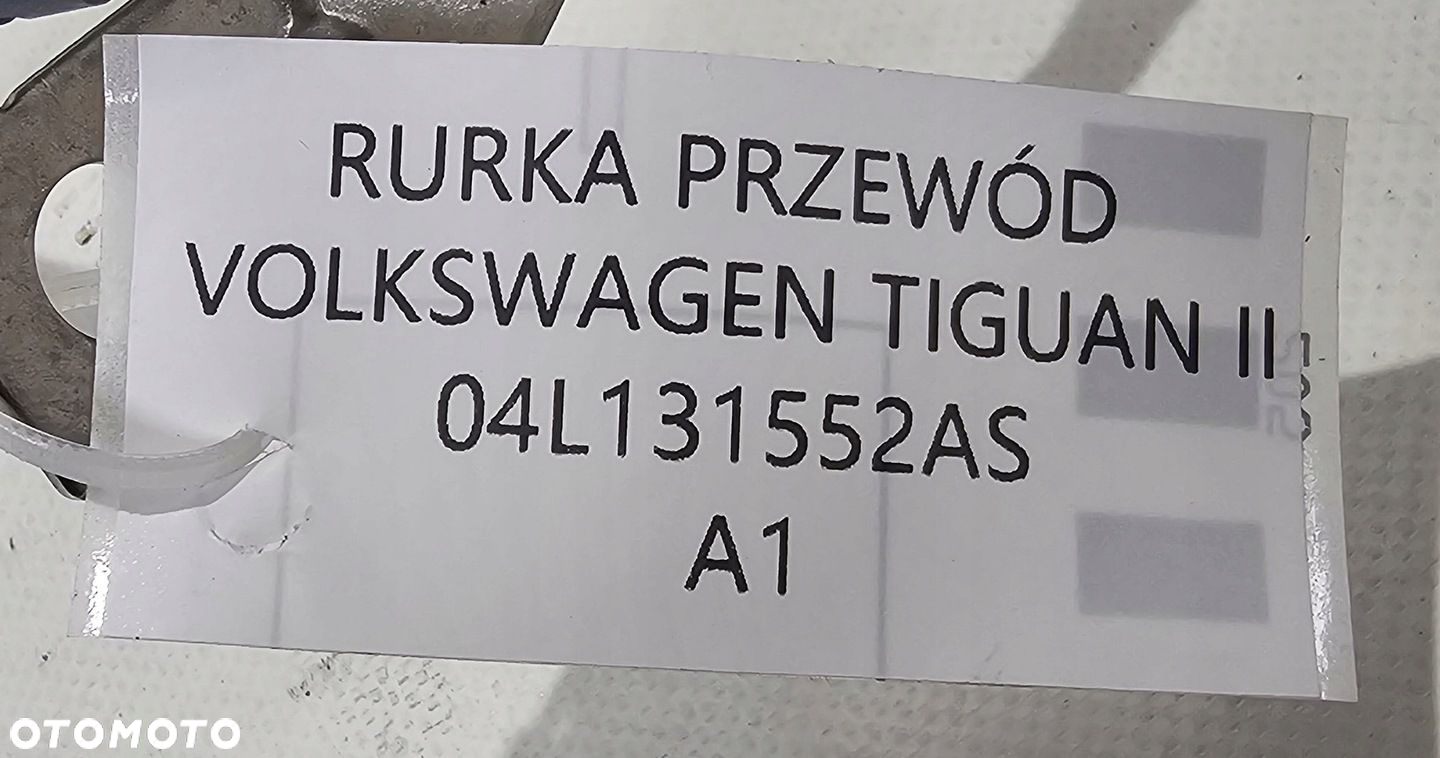 RURKA PRZEWÓD
VOLKSWAGEN TIGUAN II
04L131552AS
A1
OTOMOTO